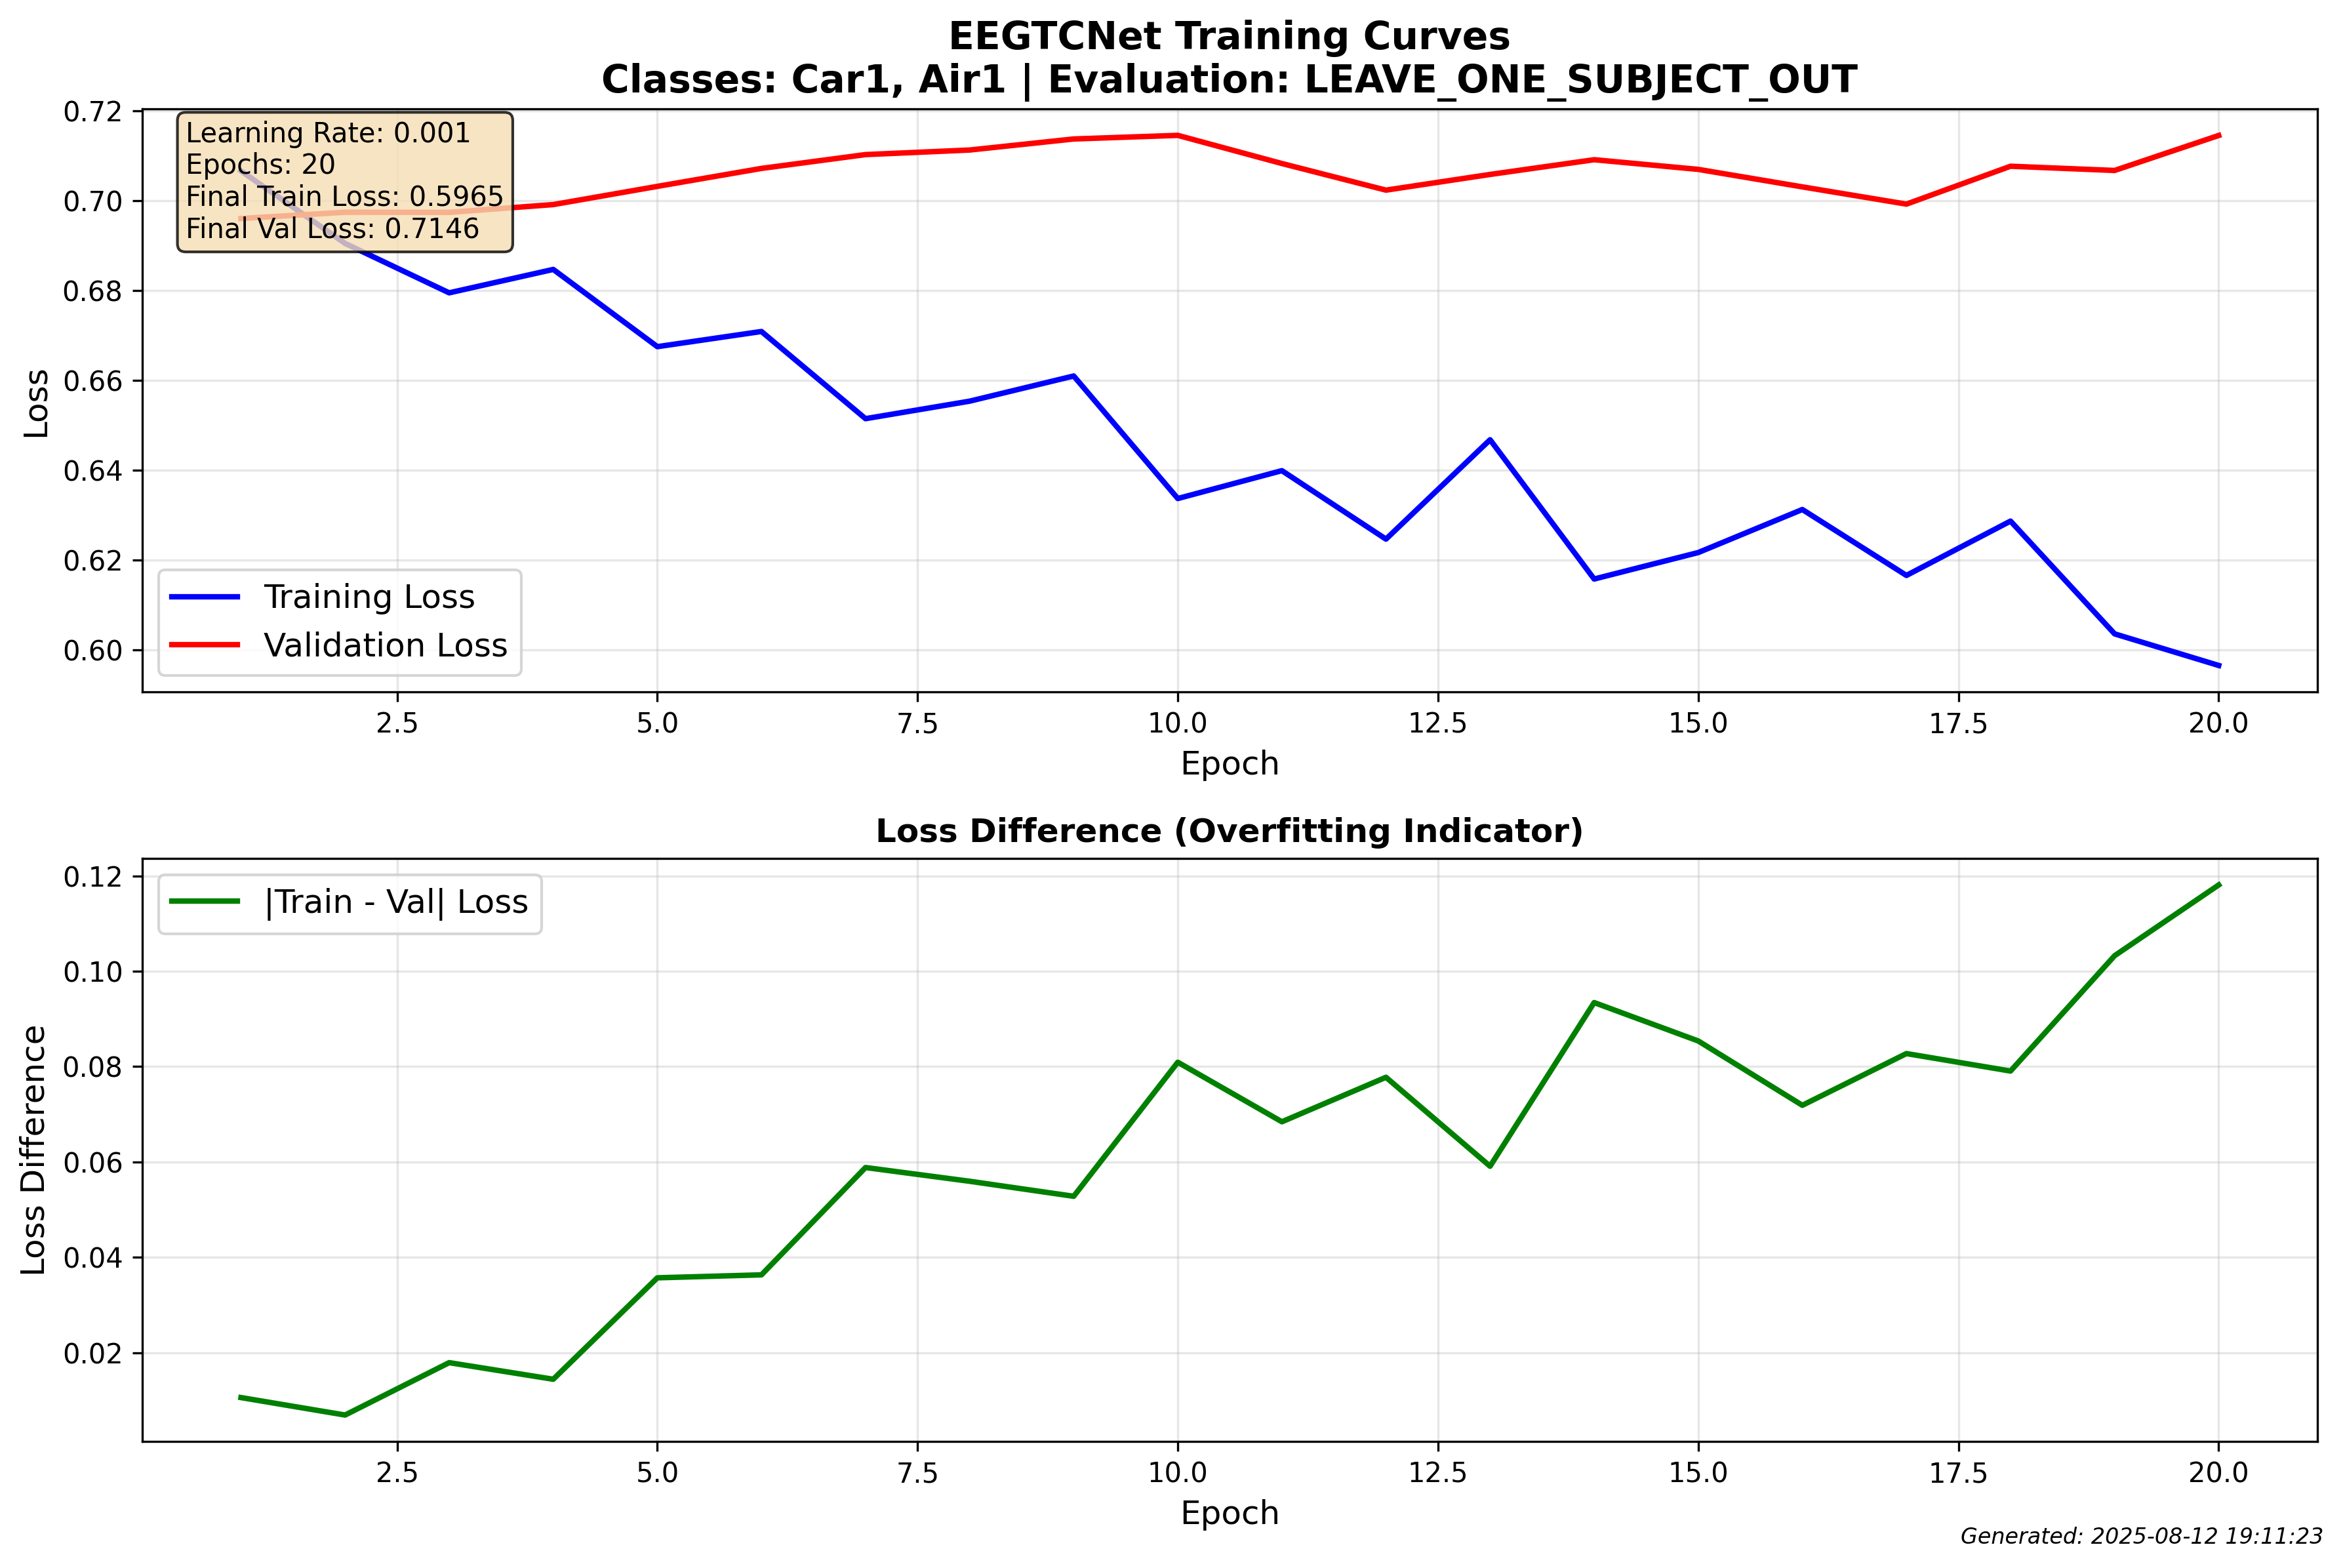 EEGTCNet Training Curves
Classes: Car1, Air1 | Evaluation: LEAVE_ONE_SUBJECT_OUT
0.72
0.70
0.68
0.66
0.64
0.62
0.60
Loss
Learning Rate: 0.001
Epochs: 20
Final Train Loss: 0.5965
Final Val Loss: 0.7146
Training Loss
Validation Loss
2.5 5.0 7.5 10.0 12.5 15.0 17.5 20.0
Epoch
Loss Difference (Overfitting Indicator)
0.12
0.10
0.08
0.06
0.04
0.02
Loss Difference
|Train - Val| Loss
2.5 5.0 7.5 10.0 12.5 15.0 17.5 20.0
Epoch
Generated: 2025-08-12 19:11:23